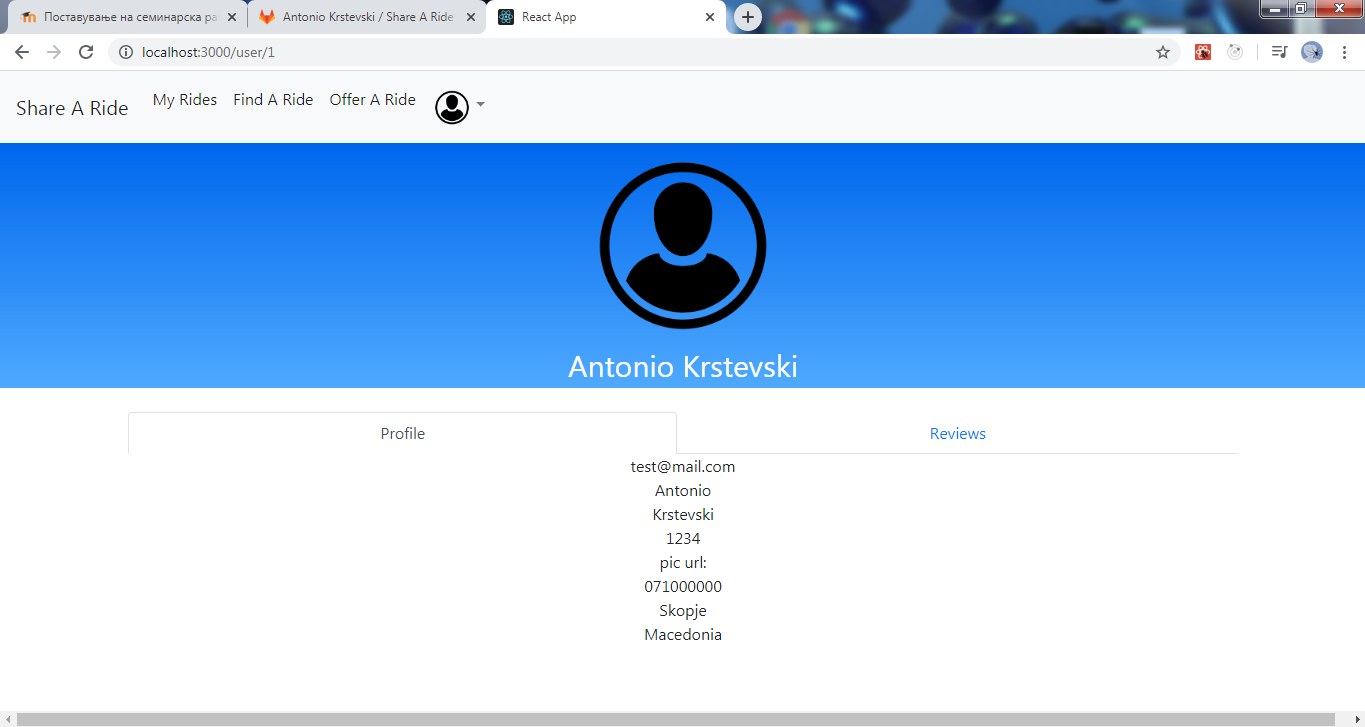 Поставување на семинарска ра
Antonio Krstevski / Share A Ride
React App
localhost:3000/user/1
Share A Ride
My Rides
Find A Ride
Offer A Ride
Antonio Krstevski
Profile
Reviews
test@mail.com
Antonio
Krstevski
1234
pic url:
071000000
Skopje
Macedonia